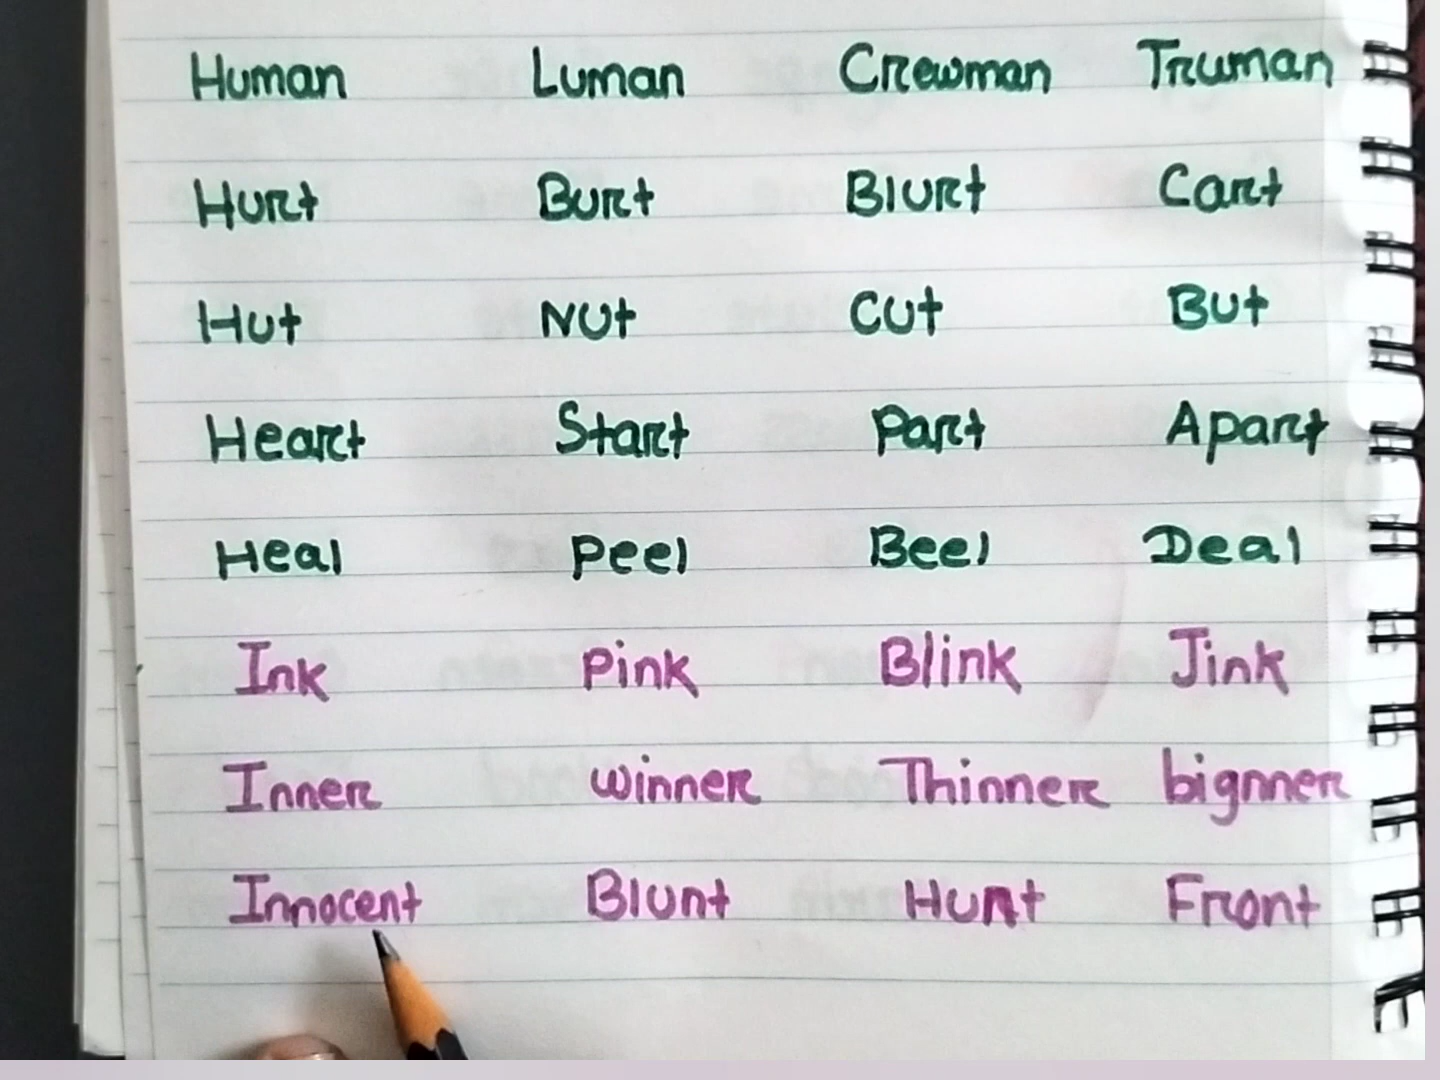 Human Luman Crewman Truman
Hurt Burt Blurt Cart
Hut Nut Cut But
Heart Start Part Apart
Heal Peel Beel Deal
Ink Pink Blink Jink
Inner winner Thinner bignner
Innocent Blunt Hunt Front